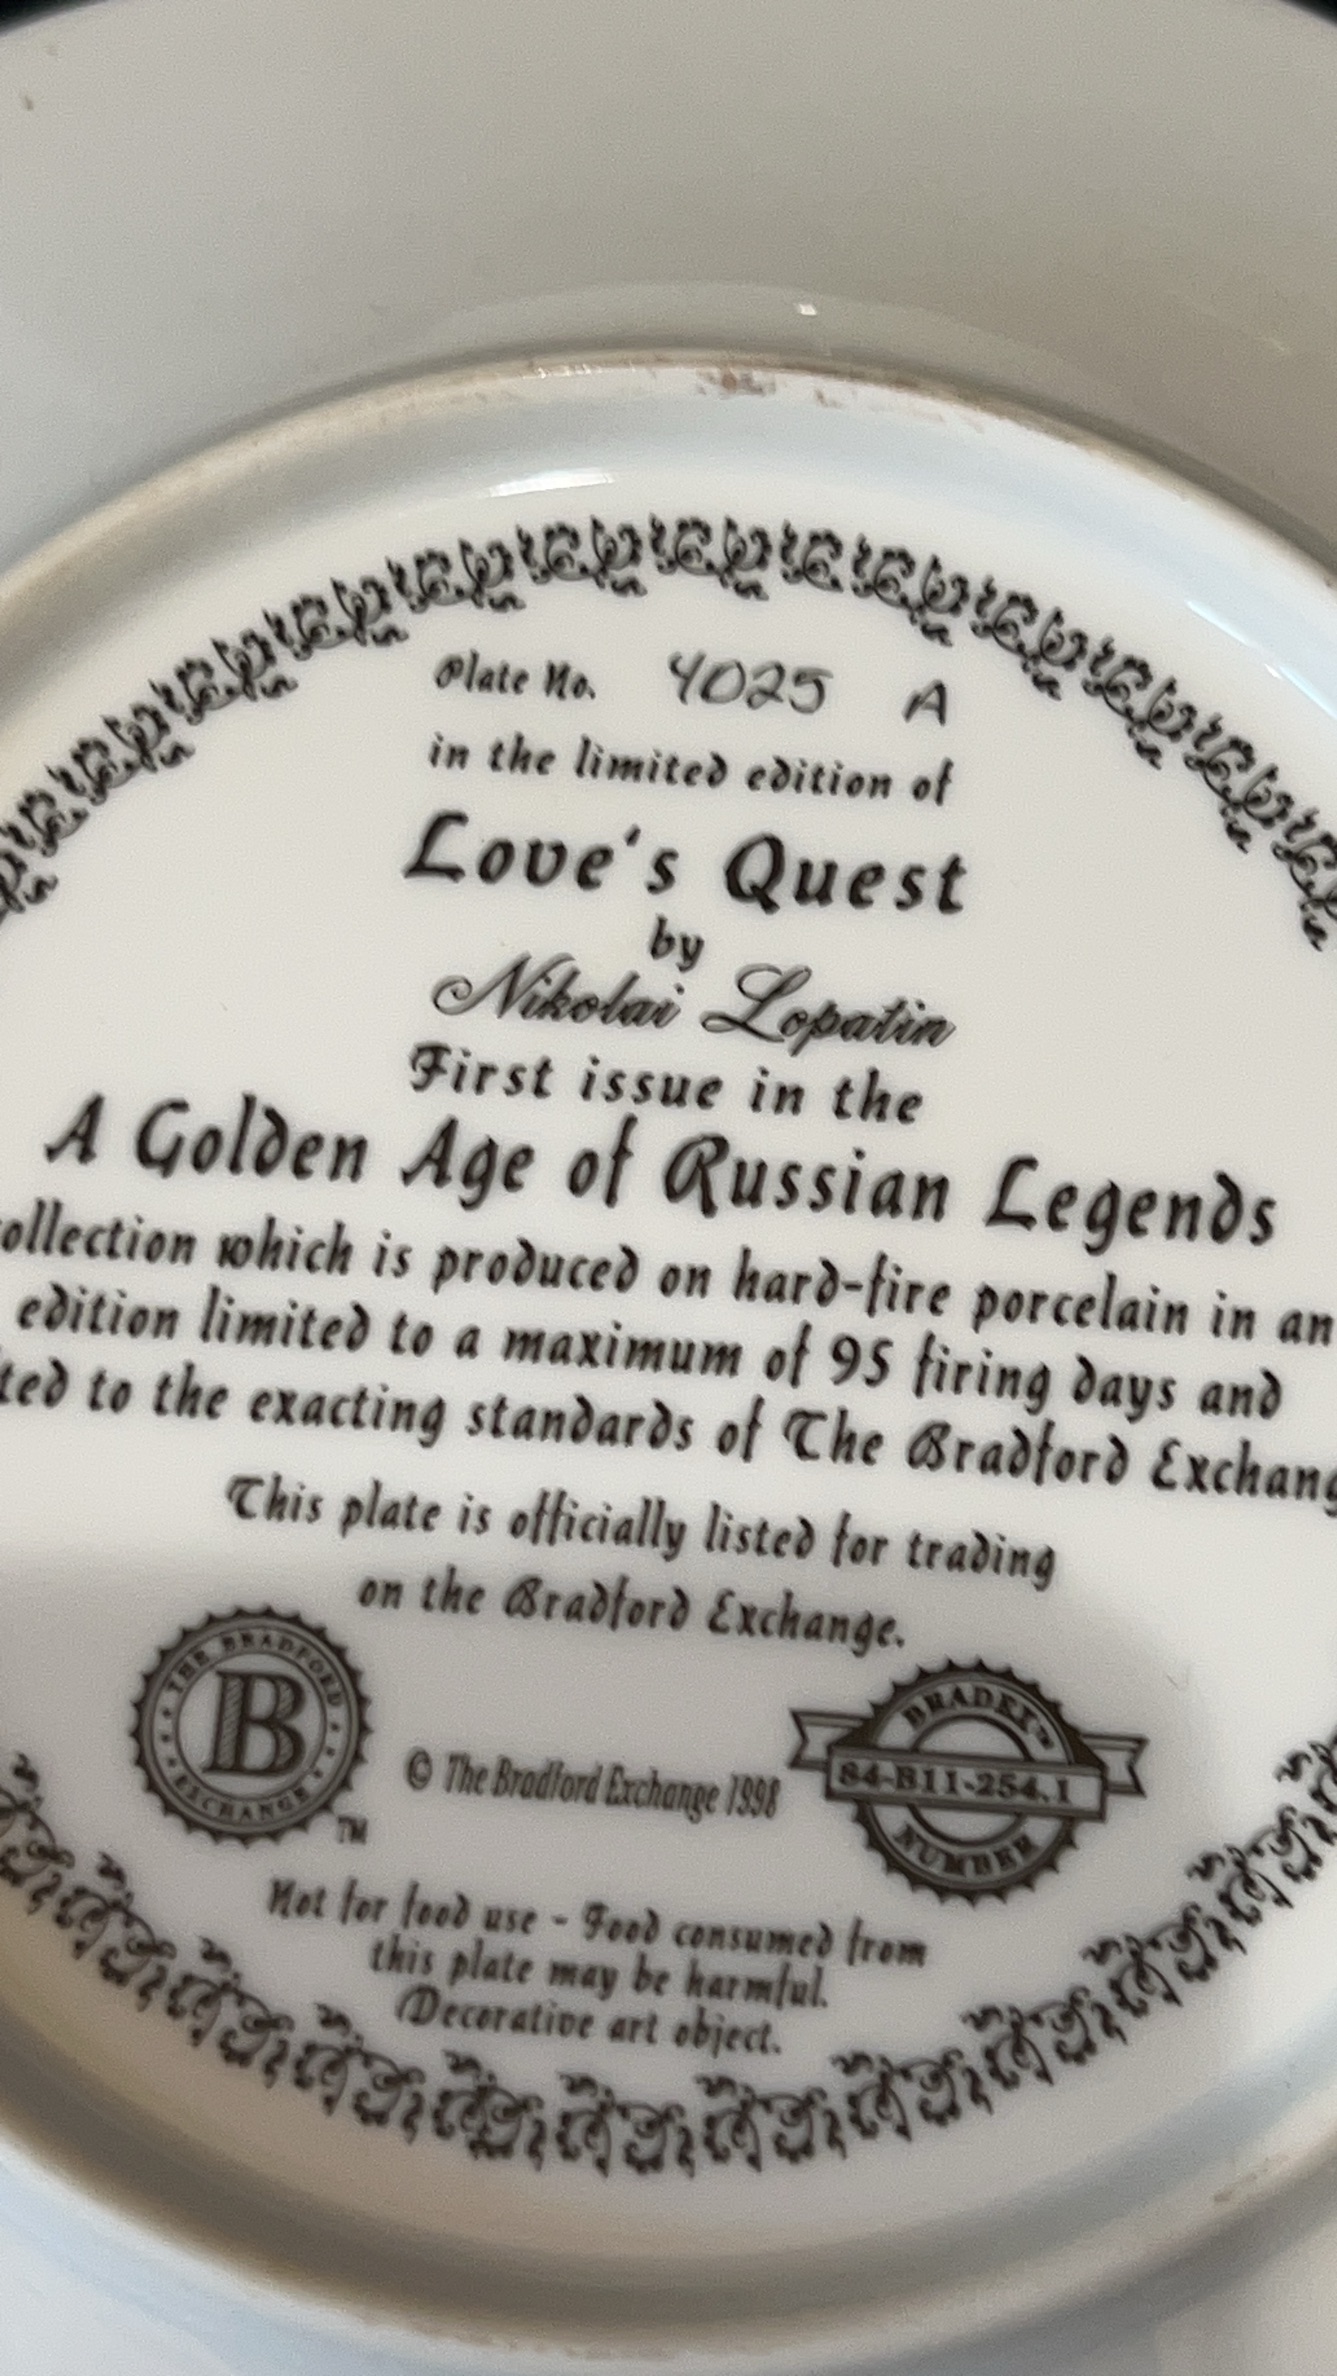 Plate No. 4025 A
in the limited edition of
Love's Quest
by
Nikolai Lopatin
First issue in the
A Golden Age of Russian Legends
ollection which is produced on hard-fire porcelain in an
edition limited to a maximum of 95 firing days and
ted to the exacting standards of The Bradford Exchang
This plate is officially listed for trading
on the Bradford Exchange.
THE BRADFORD
B
EXCHANGE
TM
© The Bradford Exchange 1998
BRADEX™
84-B11-254.1
NUMBER
Not for food use - Food consumed from
this plate may be harmful.
Decorative art object.